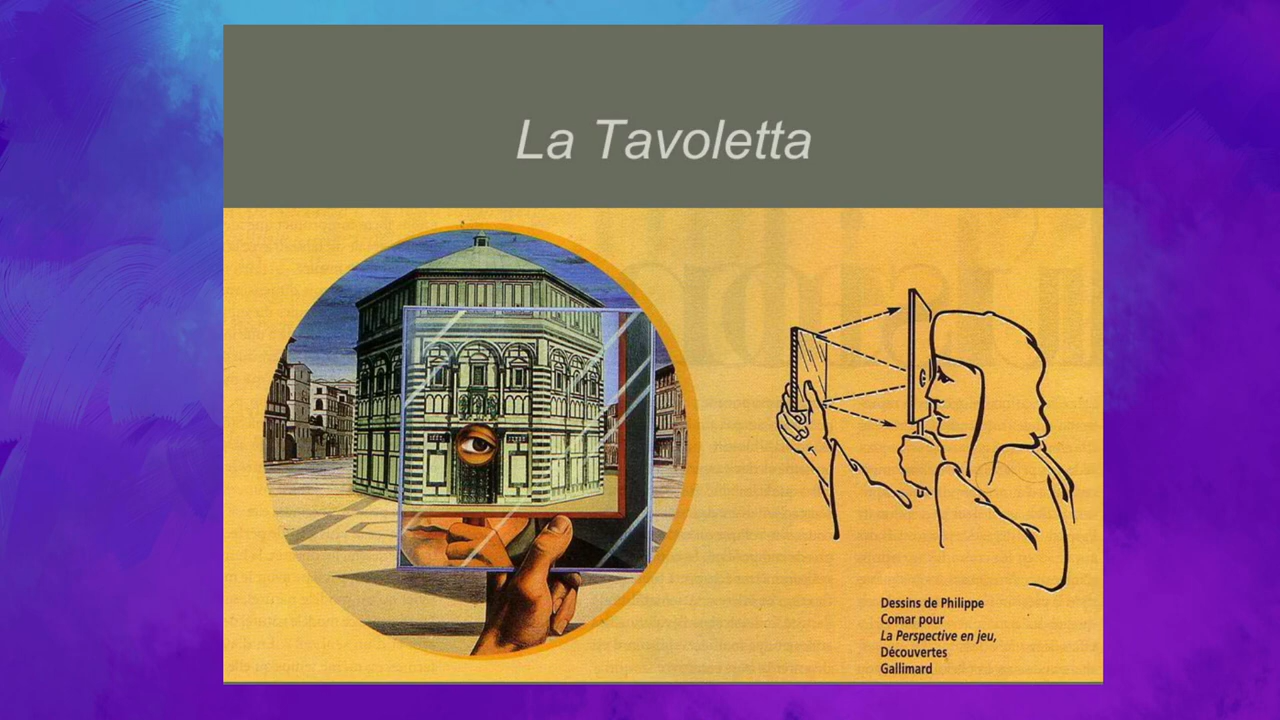 La Tavoletta
Dessins de Philippe
Comar pour
La Perspective en jeu,
Découvertes
Gallimard